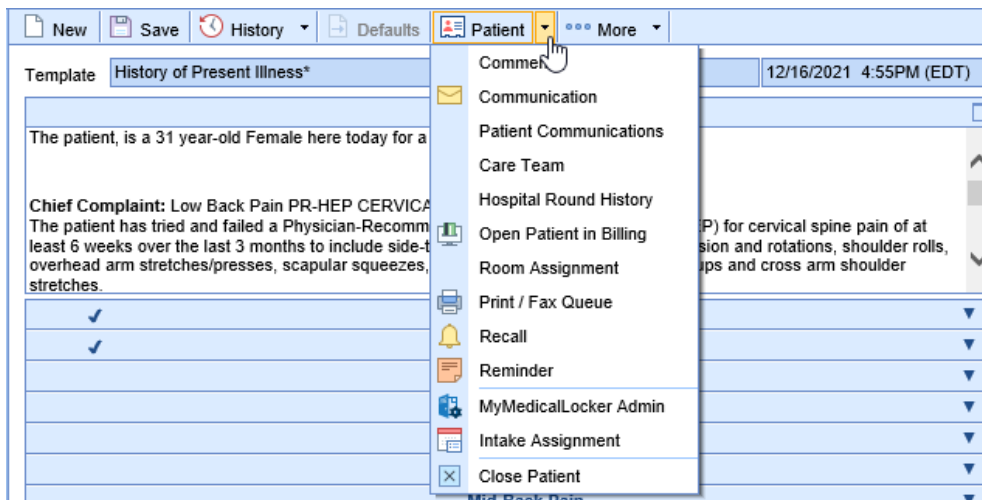 New Save History Defaults Patient More
Template History of Present Illness* 12/16/2021 4:55PM (EDT)
The patient, is a 31 year-old Female here today for a
Chief Complaint: Low Back Pain PR-HEP CERVICA
The patient has tried and failed a Physician-Recomm P) for cervical spine pain of at
least 6 weeks over the last 3 months to include side-t sion and rotations, shoulder rolls,
overhead arm stretches/presses, scapular squeezes, ups and cross arm shoulder
stretches.
Commen
Communication
Patient Communications
Care Team
Hospital Round History
Open Patient in Billing
Room Assignment
Print / Fax Queue
Recall
Reminder
MyMedicalLocker Admin
Intake Assignment
Close Patient
Mid-Back Pain